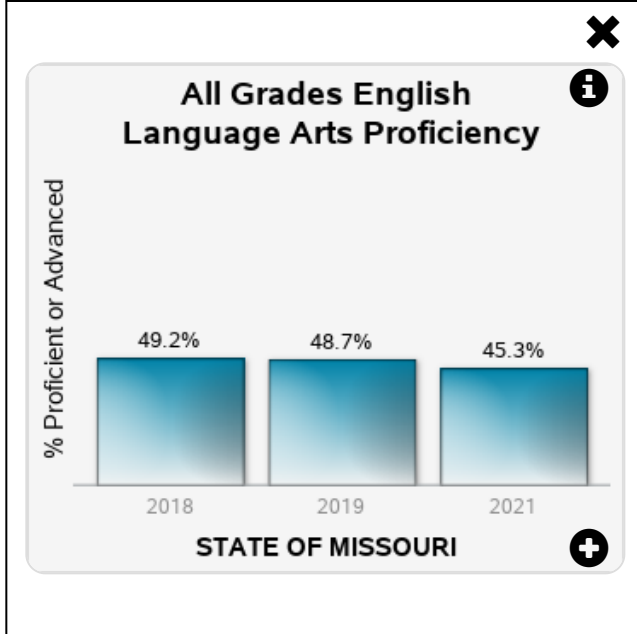 All Grades English
Language Arts Proficiency
% Proficient or Advanced
49.2%
48.7%
45.3%
2018
2019
2021
STATE OF MISSOURI